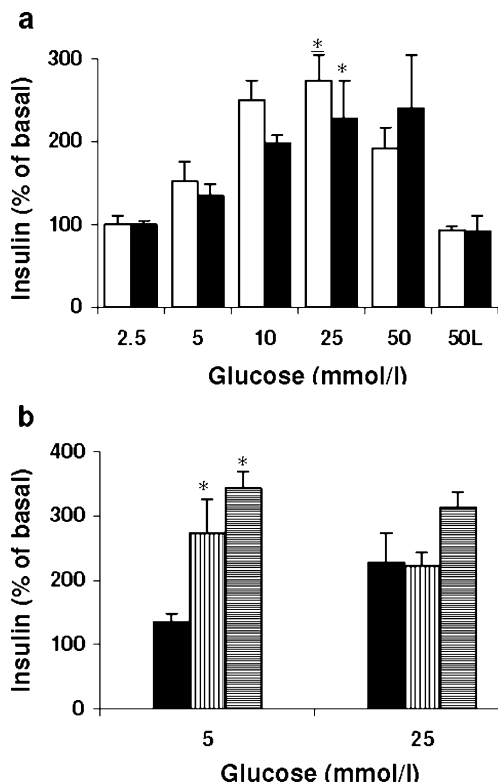 a
Insulin (% of basal)
300
200
100
0
* *
2.5 5 10 25 50 50L
Glucose (mmol/l)
b
Insulin (% of basal)
400
300
200
100
0
* *
5 25
Glucose (mmol/l)